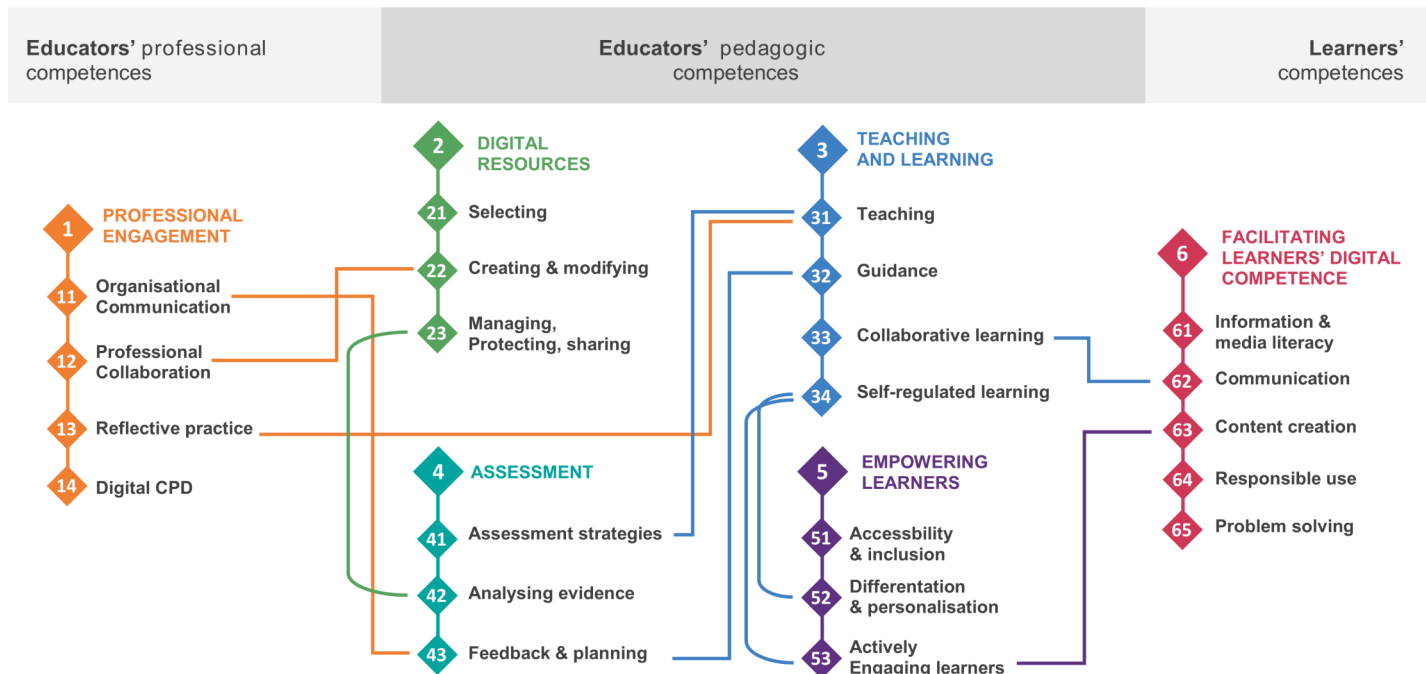 Educators' professional
competences
Educators' pedagogic
competences
Learners'
competences
1
PROFESSIONAL
ENGAGEMENT
11
Organisational
Communication
12
Professional
Collaboration
13
Reflective practice
14
Digital CPD
2
DIGITAL
RESOURCES
21
Selecting
22
Creating & modifying
23
Managing,
Protecting, sharing
4
ASSESSMENT
41
Assessment strategies
42
Analysing evidence
43
Feedback & planning
3
TEACHING
AND LEARNING
31
Teaching
32
Guidance
33
Collaborative learning
34
Self-regulated learning
5
EMPOWERING
LEARNERS
51
Accessbility
& inclusion
52
Differentation
& personalisation
53
Actively
Engaging learners
6
FACILITATING
LEARNERS' DIGITAL
COMPETENCE
61
Information &
media literacy
62
Communication
63
Content creation
64
Responsible use
65
Problem solving